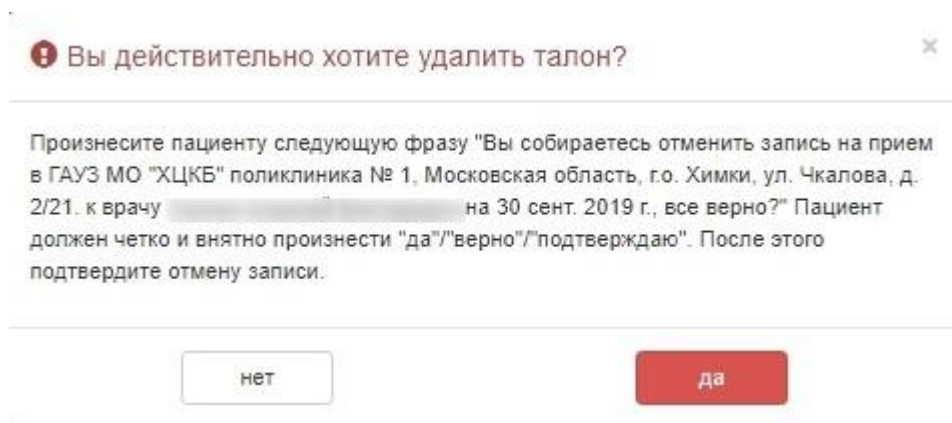 Вы действительно хотите удалить талон?
Произнесите пациенту следующую фразу "Вы собираетесь отменить запись на прием
в ГАУЗ МО "ХЦКБ" поликлиника № 1, Московская область, г.о. Химки, ул. Чкалова, д.
2/21. к врачу на 30 сент. 2019 г., все верно?" Пациент
должен четко и внятно произнести "да"/"верно"/"подтверждаю". После этого
подтвердите отмену записи.
нет
да